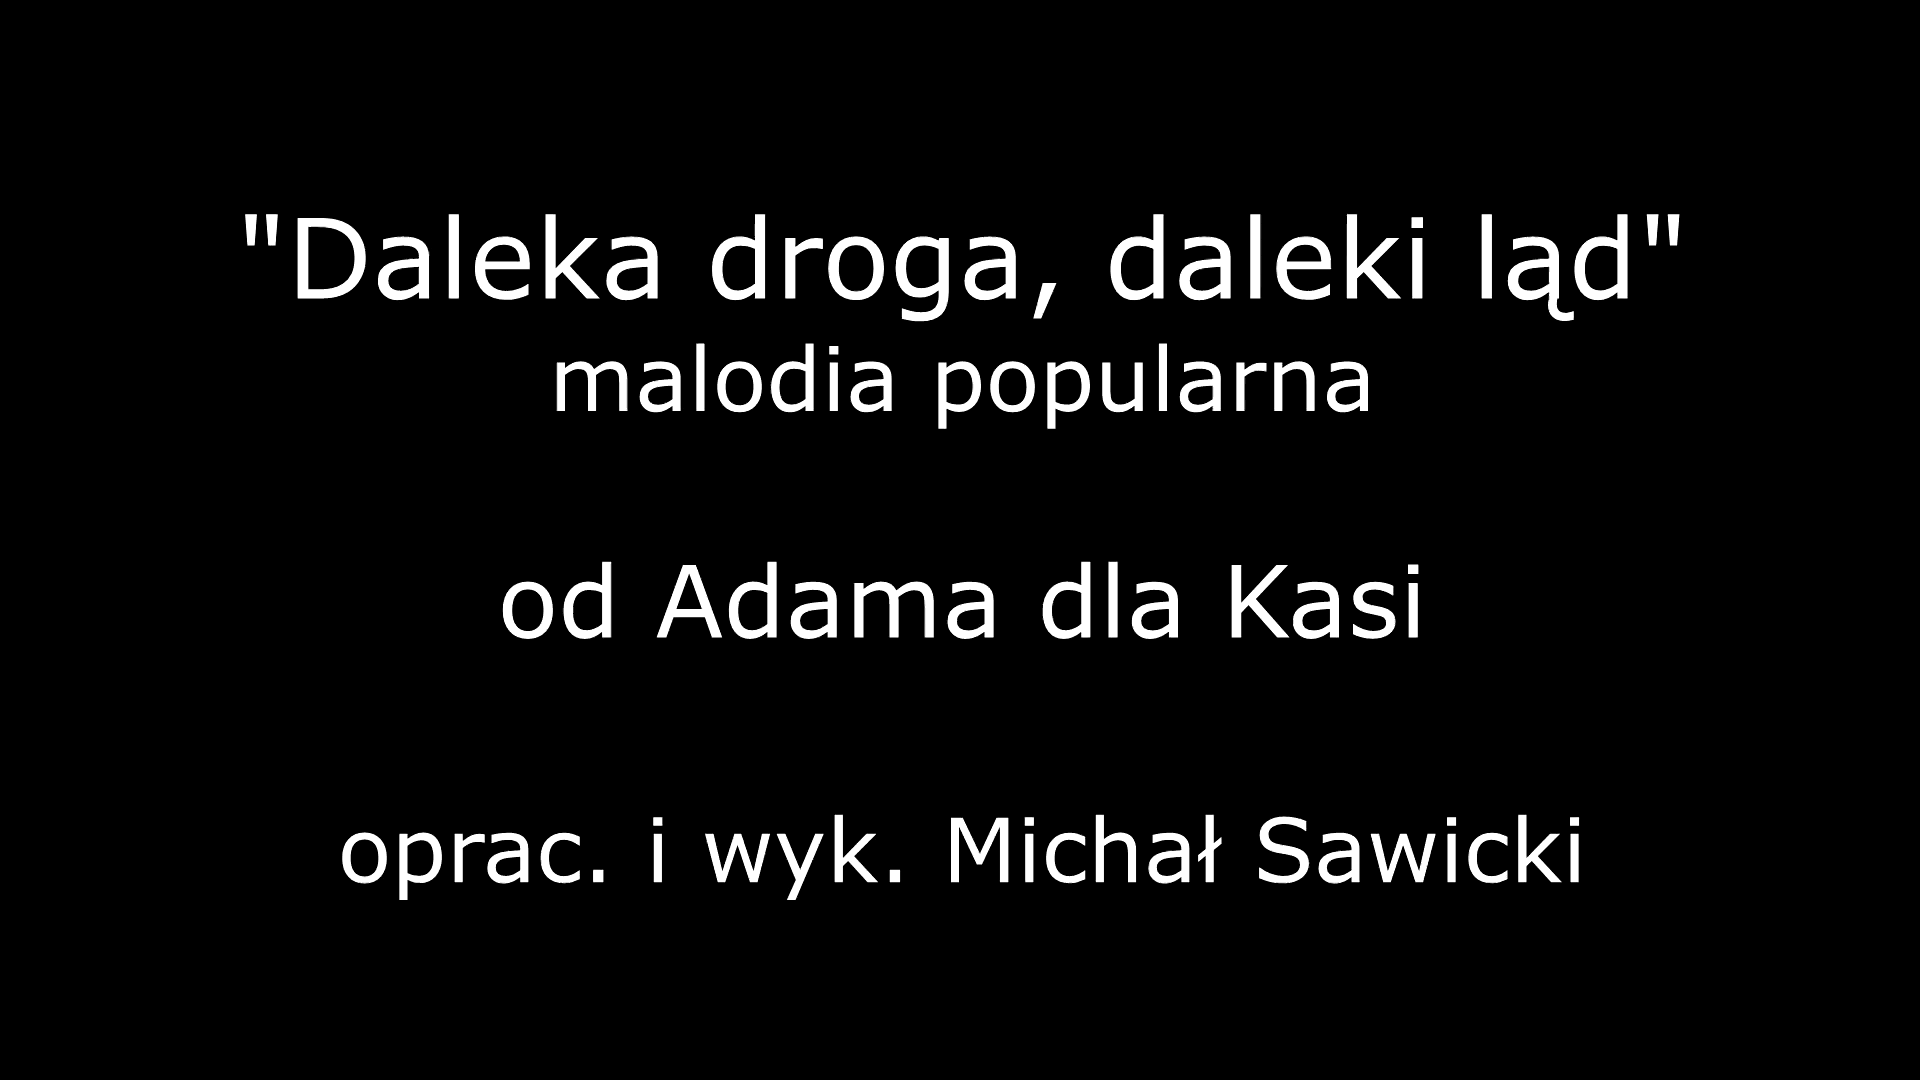 "Daleka droga, daleki ląd"
malodia popularna
od Adama dla Kasi
oprac. i wyk. Michał Sawicki